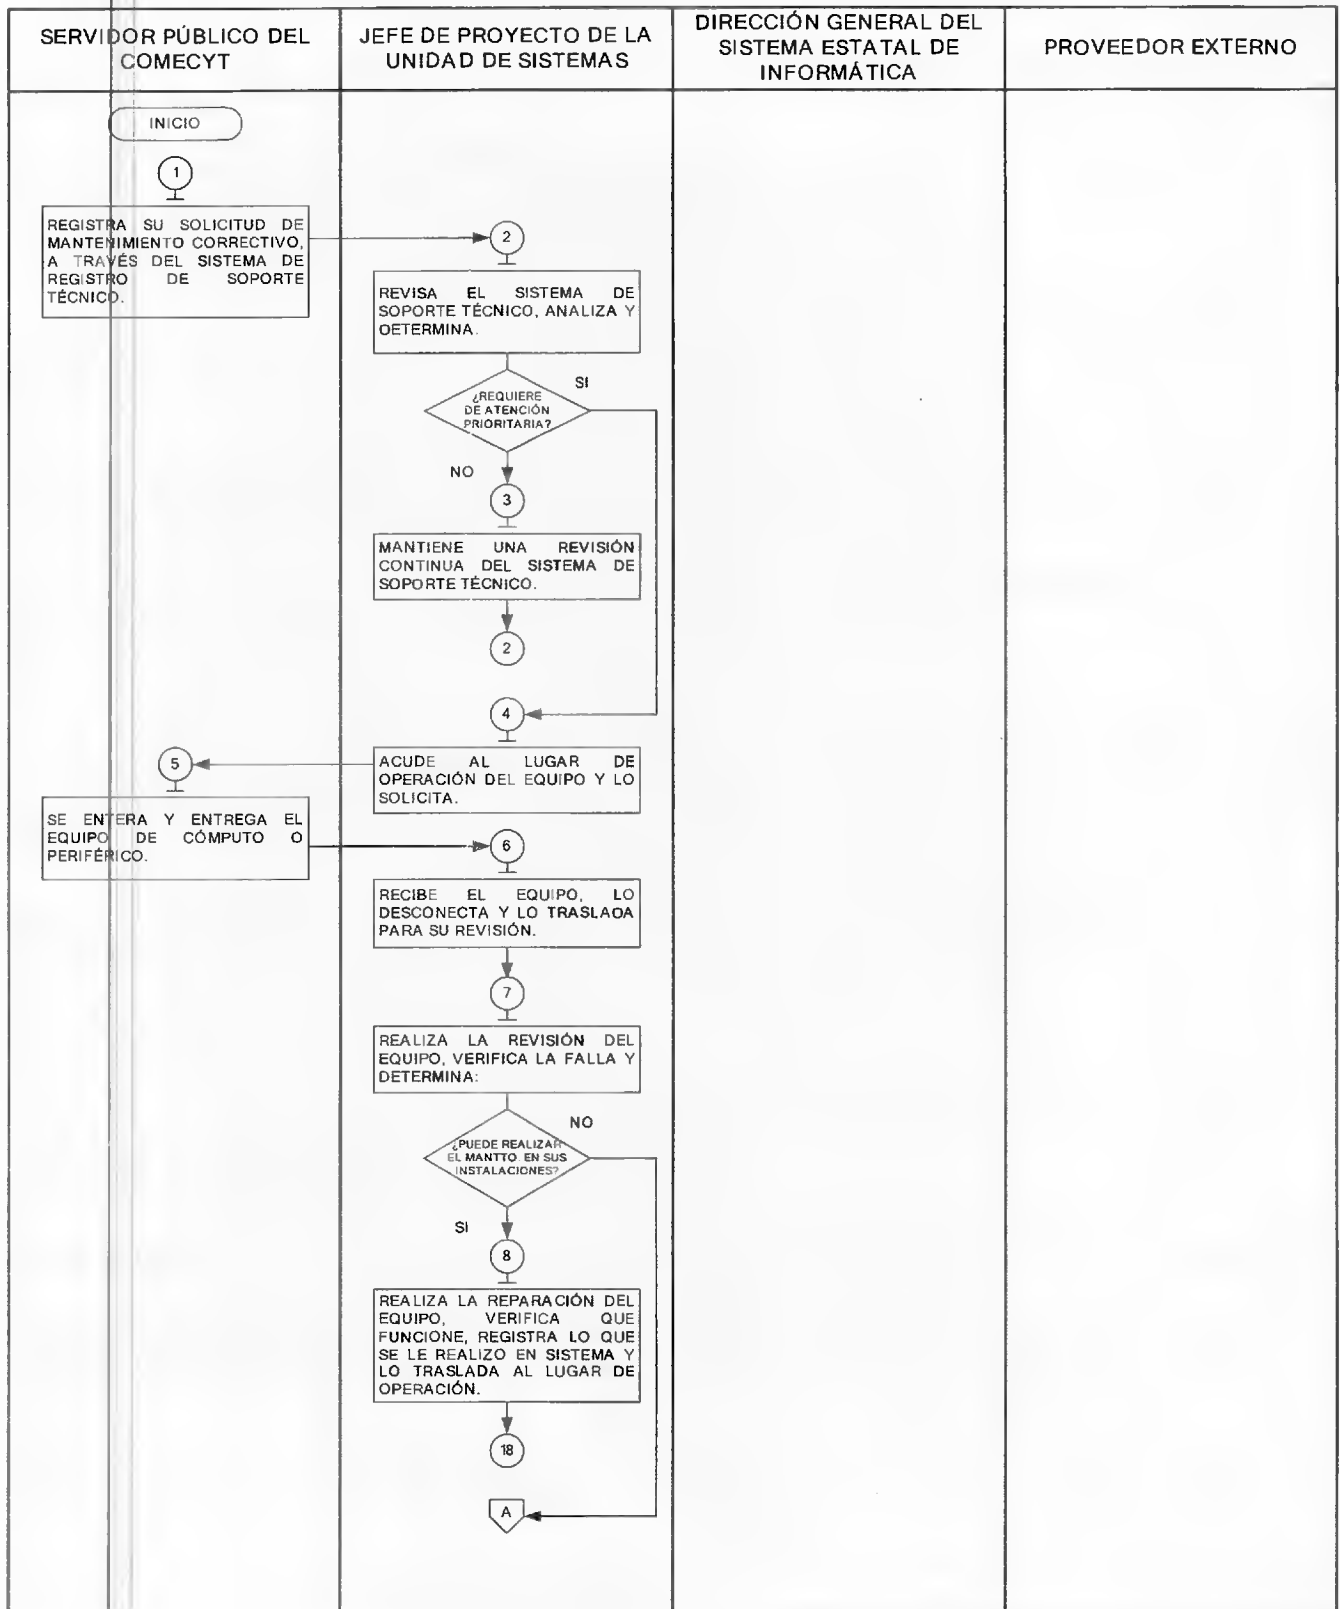 SERVIDOR PÚBLICO DEL
COMECYT
JEFE DE PROYECTO DE LA
UNIDAD DE SISTEMAS
DIRECCIÓN GENERAL DEL
SISTEMA ESTATAL DE
INFORMÁTICA
PROVEEDOR EXTERNO
INICIO
1
REGISTRA SU SOLICITUD DE
MANTENIMIENTO CORRECTIVO,
A TRAVÉS DEL SISTEMA DE
REGISTRO DE SOPORTE
TÉCNICO.
2
REVISA EL SISTEMA DE
SOPORTE TÉCNICO, ANALIZA Y
DETERMINA.
SI
¿REQUIERE
DE ATENCIÓN
PRIORITARIA?
NO
3
MANTIENE UNA REVISIÓN
CONTINUA DEL SISTEMA DE
SOPORTE TÉCNICO.
2
4
ACUDE AL LUGAR DE
OPERACIÓN DEL EQUIPO Y LO
SOLICITA.
5
SE ENTERA Y ENTREGA EL
EQUIPO DE CÓMPUTO O
PERIFÉRICO.
6
RECIBE EL EQUIPO, LO
DESCONECTA Y LO TRASLADA
PARA SU REVISIÓN.
7
REALIZA LA REVISIÓN DEL
EQUIPO, VERIFICA LA FALLA Y
DETERMINA:
NO
¿PUEDE REALIZAR
EL MANTTO. EN SUS
INSTALACIONES?
SI
8
REALIZA LA REPARACIÓN DEL
EQUIPO, VERIFICA QUE
FUNCIONE, REGISTRA LO QUE
SE LE REALIZO EN SISTEMA Y
LO TRASLADA AL LUGAR DE
OPERACIÓN.
18
A